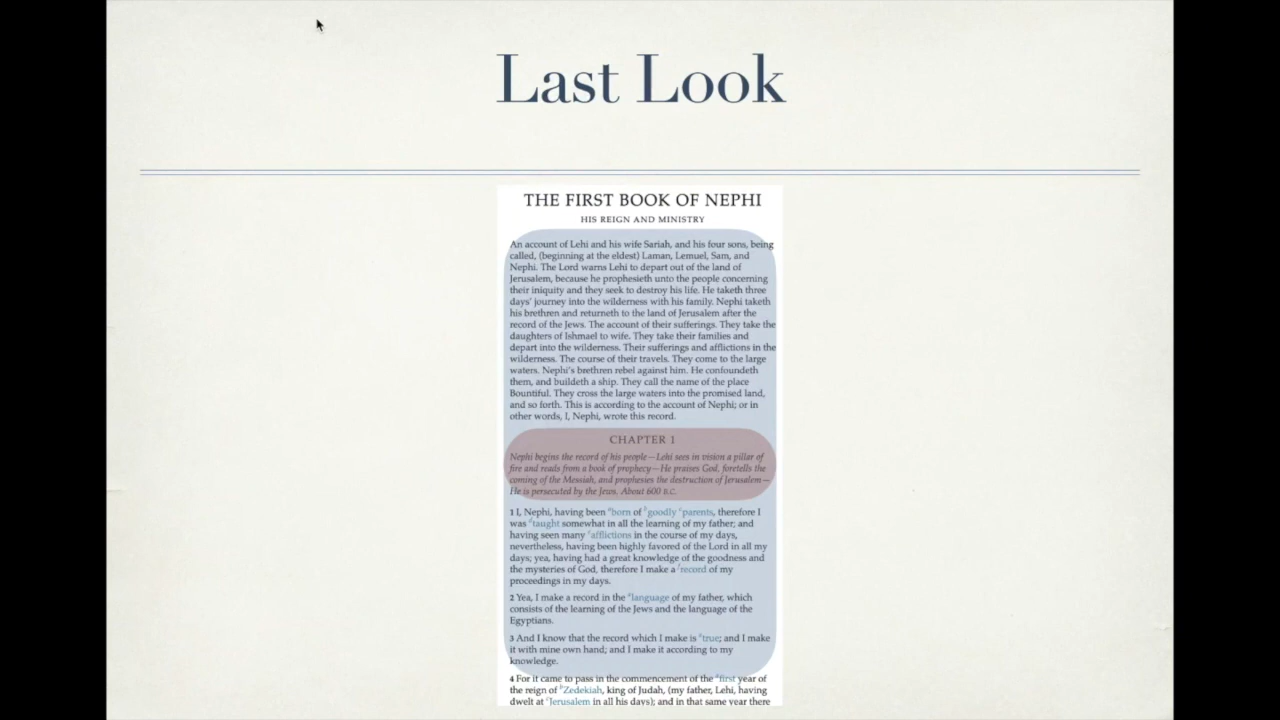 Last Look
THE FIRST BOOK OF NEPHI
HIS REIGN AND MINISTRY
An account of Lehi and his wife Sariah, and his four sons, being
called, (beginning at the eldest) Laman, Lemuel, Sam, and
Nephi. The Lord warns Lehi to depart out of the land of
Jerusalem, because he prophesieth unto the people concerning
their iniquity and they seek to destroy his life. He taketh three
days’ journey into the wilderness with his family. Nephi taketh
his brethren and returneth to the land of Jerusalem after the
record of the Jews. The account of their sufferings. They take the
daughters of Ishmael to wife. They take their families and
depart into the wilderness. Their sufferings and afflictions in the
wilderness. The course of their travels. They come to the large
waters. Nephi’s brethren rebel against him. He confoundeth
them, and buildeth a ship. They call the name of the place
Bountiful. They cross the large waters into the promised land,
and so forth. This is according to the account of Nephi; or in
other words, I, Nephi, wrote this record.
CHAPTER 1
Nephi begins the record of his people—Lehi sees in vision a pillar of
fire and reads from a book of prophecy—He praises God, foretells the
coming of the Messiah, and prophesies the destruction of Jerusalem—
He is persecuted by the Jews. About 600 B.C.
1 I, Nephi, having been aborn of bgoodly cparents, therefore I
was dtaught somewhat in all the learning of my father; and
having seen many eafflictions in the course of my days,
nevertheless, having been highly favored of the Lord in all my
days; yea, having had a great knowledge of the goodness and
the mysteries of God, therefore I make a frecord of my
proceedings in my days.
2 Yea, I make a record in the alanguage of my father, which
consists of the learning of the Jews and the language of the
Egyptians.
3 And I know that the record which I make is atrue; and I make
it with mine own hand; and I make it according to my
knowledge.
4 For it came to pass in the commencement of the afirst year of
the reign of bZedekiah, king of Judah, (my father, Lehi, having
dwelt at cJerusalem in all his days); and in that same year there